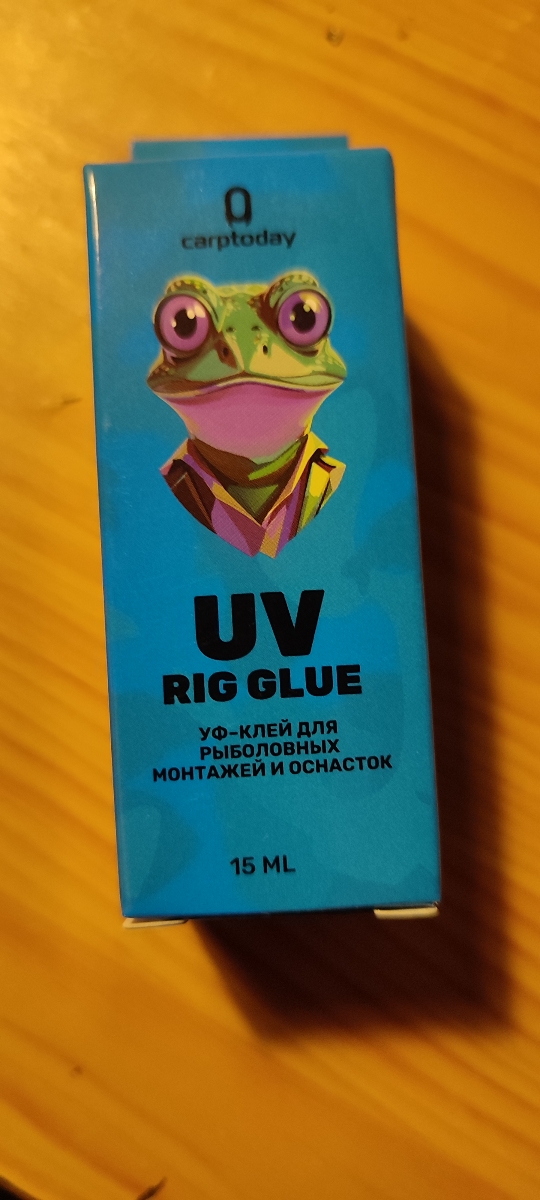 carptoday
UV
RIG GLUE
УФ-КЛЕЙ ДЛЯ
РЫБОЛОВНЫХ
МОНТАЖЕЙ И ОСНАСТОК
15 ML